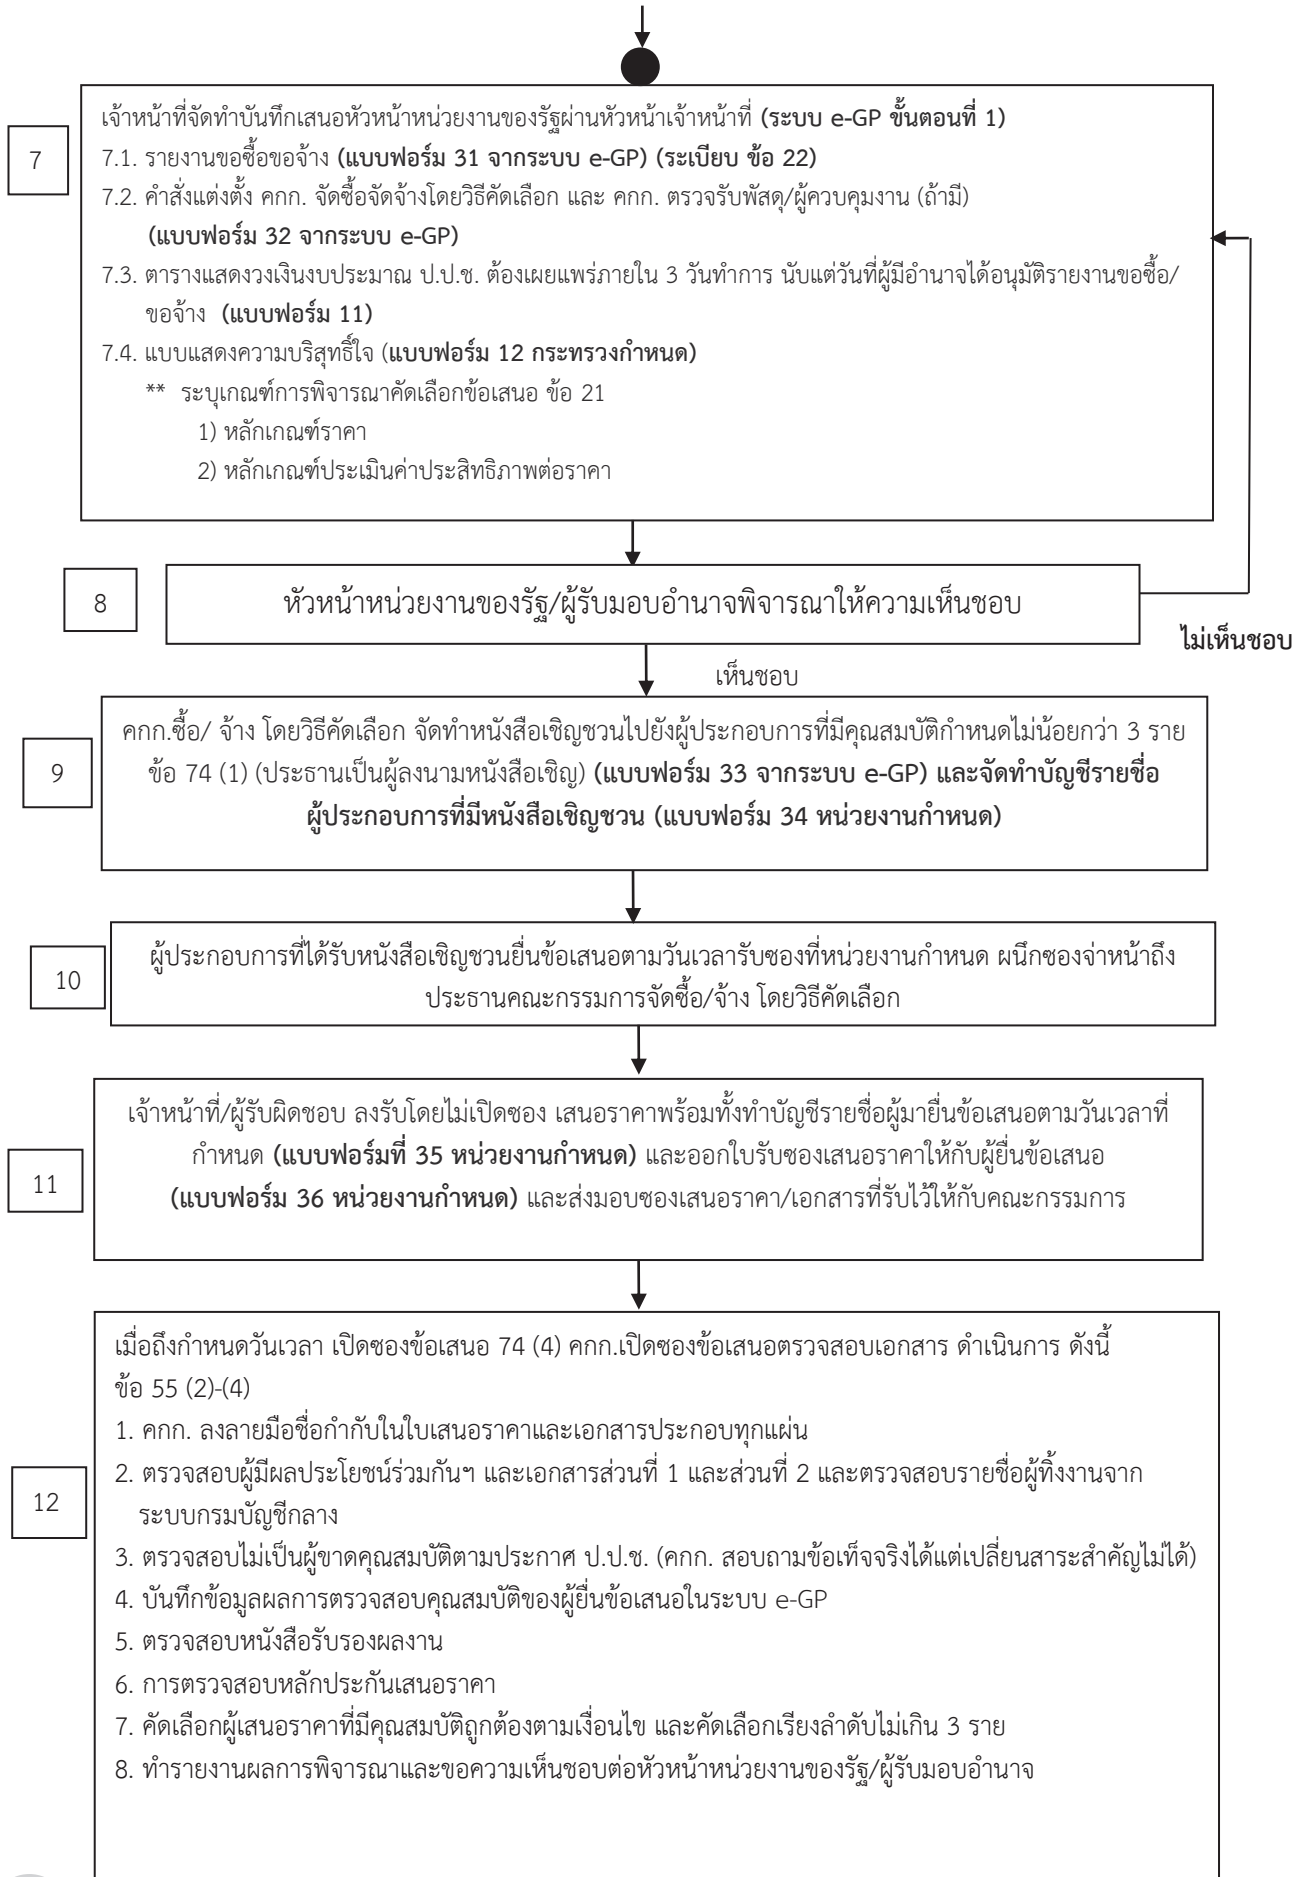 เจ้าหน้าที่จัดทำบันทึกเสนอหัวหน้าหน่วยงานของรัฐผ่านหัวหน้าเจ้าหน้าที่ (ระบบ e-GP ขั้นตอนที่ 1)
7
7.1. รายงานขอซื้อขอจ้าง (แบบฟอร์ม 31 จากระบบ e-GP) (ระเบียบ ข้อ 22)
7.2. คำสั่งแต่งตั้ง คกก. จัดซื้อจัดจ้างโดยวิธีคัดเลือก และ คกก. ตรวจรับพัสดุ/ผู้ควบคุมงาน (ถ้ามี)
(แบบฟอร์ม 32 จากระบบ e-GP)
7.3. ตารางแสดงวงเงินงบประมาณ ป.ป.ช. ต้องเผยแพร่ภายใน 3 วันทำการ นับแต่วันที่ผู้มีอำนาจได้อนุมัติรายงานขอซื้อ/
ขอจ้าง (แบบฟอร์ม 11)
7.4. แบบแสดงความบริสุทธิ์ใจ (แบบฟอร์ม 12 กระทรวงกำหนด)
** ระบุเกณฑ์การพิจารณาคัดเลือกข้อเสนอ ข้อ 21
1) หลักเกณฑ์ราคา
2) หลักเกณฑ์ประเมินค่าประสิทธิภาพต่อราคา
8
หัวหน้าหน่วยงานของรัฐ/ผู้รับมอบอำนาจพิจารณาให้ความเห็นชอบ
ไม่เห็นชอบ
เห็นชอบ
9
คกก.ซื้อ/ จ้าง โดยวิธีคัดเลือก จัดทำหนังสือเชิญชวนไปยังผู้ประกอบการที่มีคุณสมบัติกำหนดไม่น้อยกว่า 3 ราย
ข้อ 74 (1) (ประธานเป็นผู้ลงนามหนังสือเชิญ) (แบบฟอร์ม 33 จากระบบ e-GP) และจัดทำบัญชีรายชื่อ
ผู้ประกอบการที่มีหนังสือเชิญชวน (แบบฟอร์ม 34 หน่วยงานกำหนด)
10
ผู้ประกอบการที่ได้รับหนังสือเชิญชวนยื่นข้อเสนอตามวันเวลารับซองที่หน่วยงานกำหนด ผนึกซองจ่าหน้าถึง
ประธานคณะกรรมการจัดซื้อ/จ้าง โดยวิธีคัดเลือก
11
เจ้าหน้าที่/ผู้รับผิดชอบ ลงรับโดยไม่เปิดซอง เสนอราคาพร้อมทั้งทำบัญชีรายชื่อผู้มายื่นข้อเสนอตามวันเวลาที่
กำหนด (แบบฟอร์มที่ 35 หน่วยงานกำหนด) และออกใบรับซองเสนอราคาให้กับผู้ยื่นข้อเสนอ
(แบบฟอร์ม 36 หน่วยงานกำหนด) และส่งมอบซองเสนอราคา/เอกสารที่รับไว้ให้กับคณะกรรมการ
12
เมื่อถึงกำหนดวันเวลา เปิดซองข้อเสนอ 74 (4) คกก.เปิดซองข้อเสนอตรวจสอบเอกสาร ดำเนินการ ดังนี้
ข้อ 55 (2)-(4)
1. คกก. ลงลายมือชื่อกำกับในใบเสนอราคาและเอกสารประกอบทุกแผ่น
2. ตรวจสอบผู้มีผลประโยชน์ร่วมกันฯ และเอกสารส่วนที่ 1 และส่วนที่ 2 และตรวจสอบรายชื่อผู้ทิ้งงานจาก
ระบบกรมบัญชีกลาง
3. ตรวจสอบไม่เป็นผู้ขาดคุณสมบัติตามประกาศ ป.ป.ช. (คกก. สอบถามข้อเท็จจริงได้แต่เปลี่ยนสาระสำคัญไม่ได้)
4. บันทึกข้อมูลผลการตรวจสอบคุณสมบัติของผู้ยื่นข้อเสนอในระบบ e-GP
5. ตรวจสอบหนังสือรับรองผลงาน
6. การตรวจสอบหลักประกันเสนอราคา
7. คัดเลือกผู้เสนอราคาที่มีคุณสมบัติถูกต้องตามเงื่อนไข และคัดเลือกเรียงลำดับไม่เกิน 3 ราย
8. ทำรายงานผลการพิจารณาและขอความเห็นชอบต่อหัวหน้าหน่วยงานของรัฐ/ผู้รับมอบอำนาจ